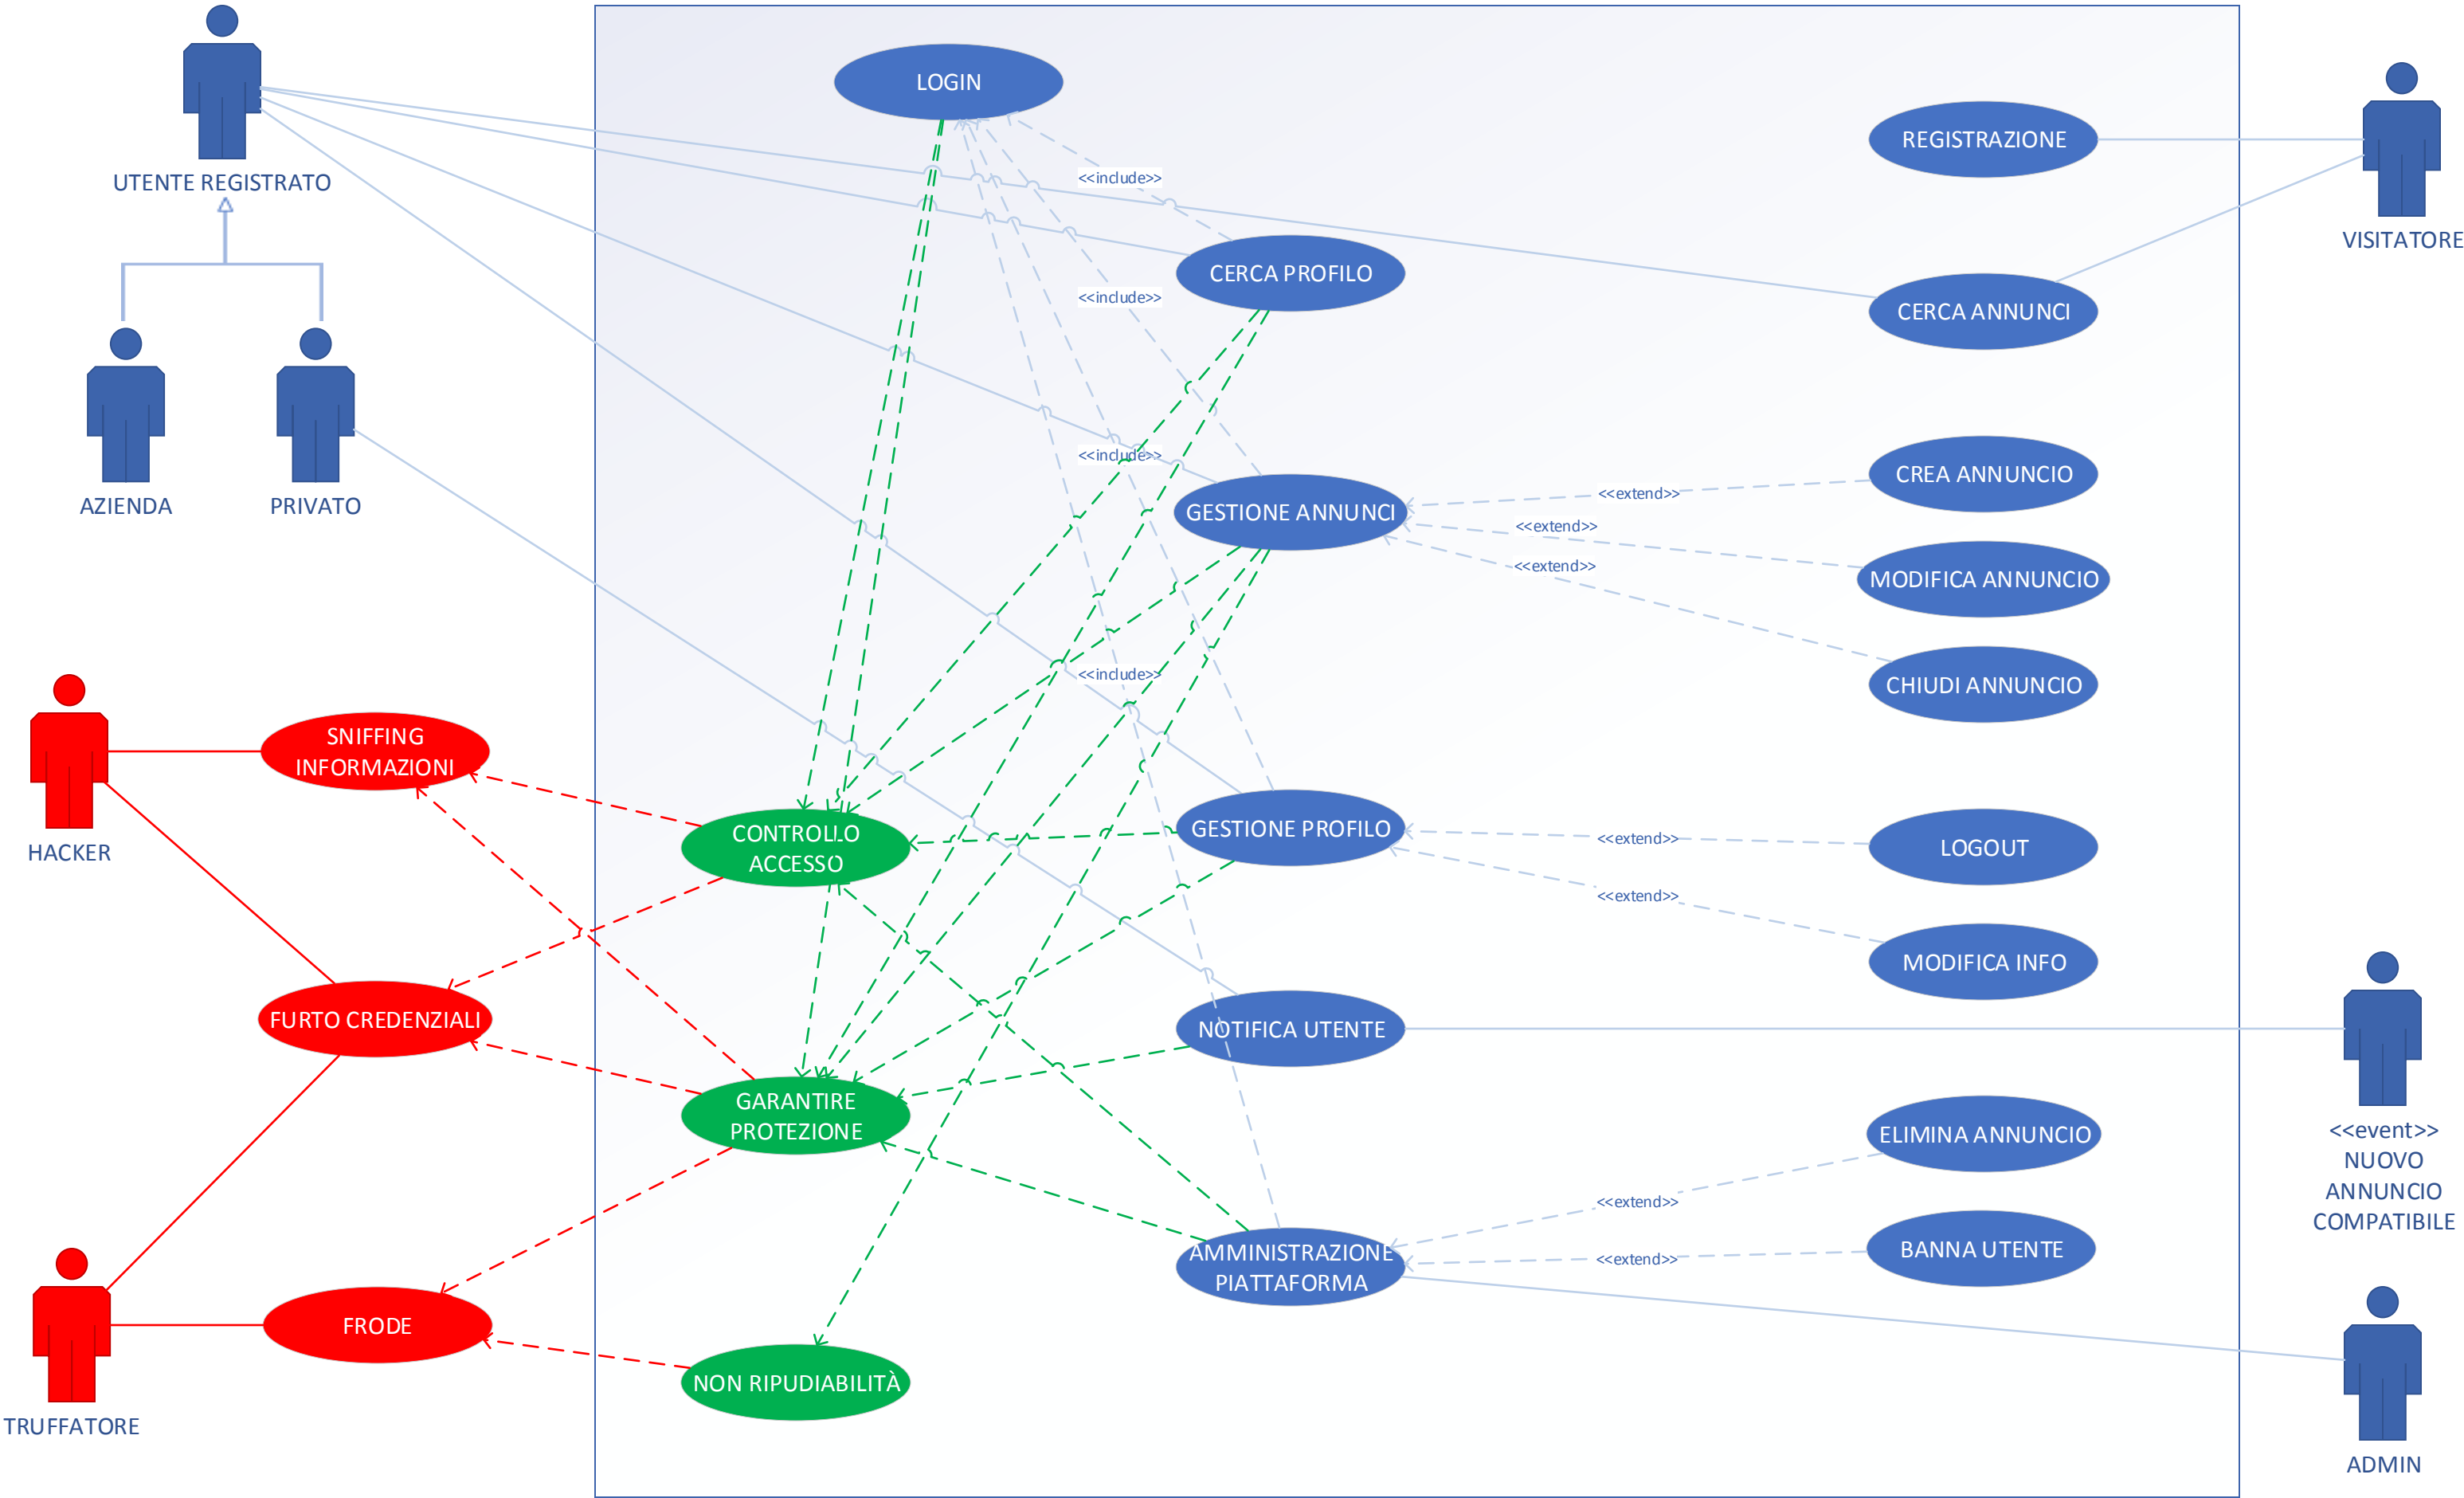 LOGIN
REGISTRAZIONE
UTENTE REGISTRATO
<<include>>
VISITATORE
CERCA PROFILO
<<include>>
CERCA ANNUNCI
<<include>>
CREA ANNUNCIO
<<extend>>
AZIENDA
PRIVATO
GESTIONE ANNUNCI
<<extend>>
<<extend>>
MODIFICA ANNUNCIO
<<include>>
CHIUDI ANNUNCIO
SNIFFING
INFORMAZIONI
HACKER
CONTROLLO
ACCESSO
GESTIONE PROFILO
<<extend>>
LOGOUT
<<extend>>
MODIFICA INFO
FURTO CREDENZIALI
NOTIFICA UTENTE
GARANTIRE
PROTEZIONE
ELIMINA ANNUNCIO
<<event>>
NUOVO
ANNUNCIO
COMPATIBILE
<<extend>>
AMMINISTRAZIONE
PIATTAFORMA
<<extend>>
BANNA UTENTE
FRODE
NON RIPUDIABILITÀ
TRUFFATORE
ADMIN